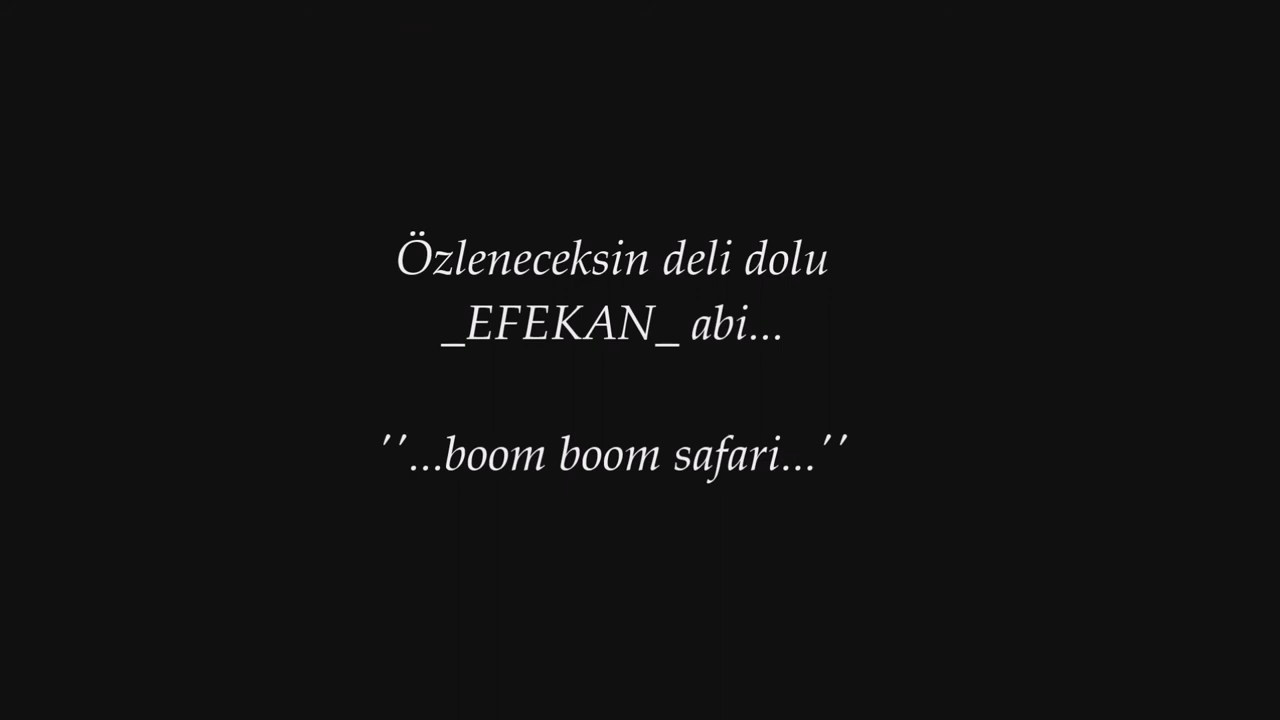 Özleneceksin deli dolu
_EFEKAN_ abi...
''...boom boom safari...''